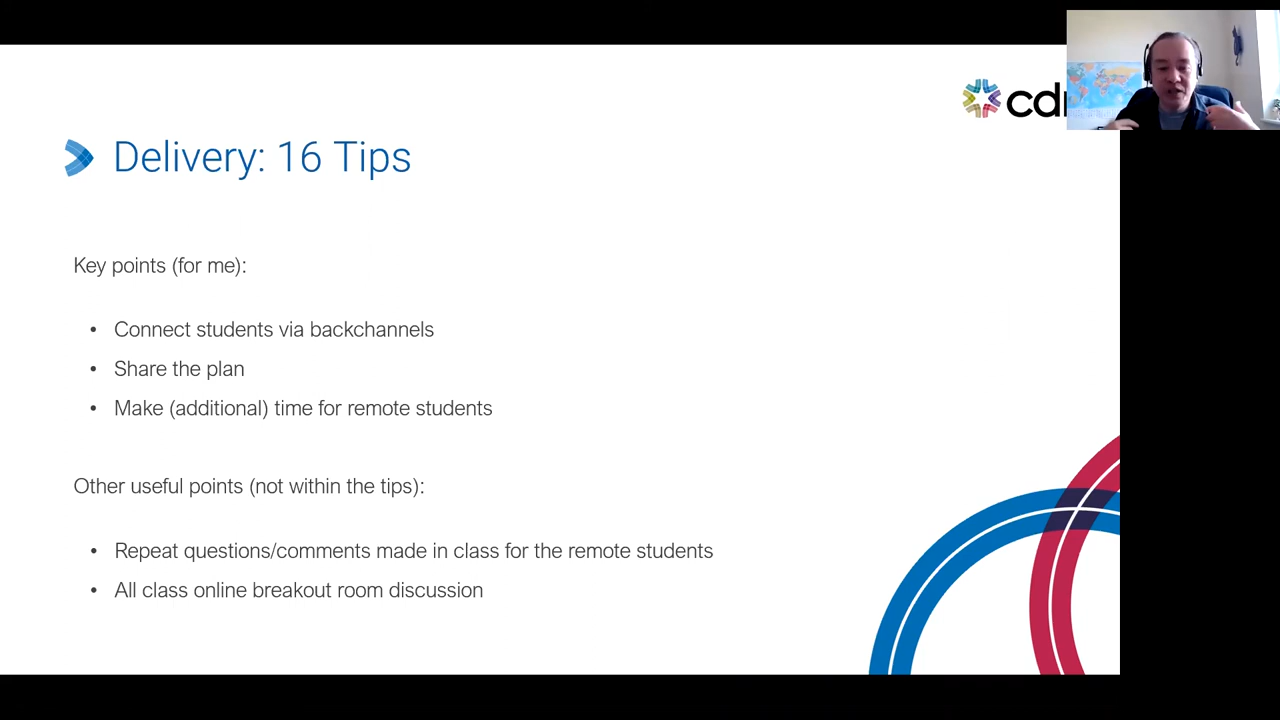 Delivery: 16 Tips
Key points (for me):
• Connect students via backchannels
• Share the plan
• Make (additional) time for remote students
Other useful points (not within the tips):
• Repeat questions/comments made in class for the remote students
• All class online breakout room discussion